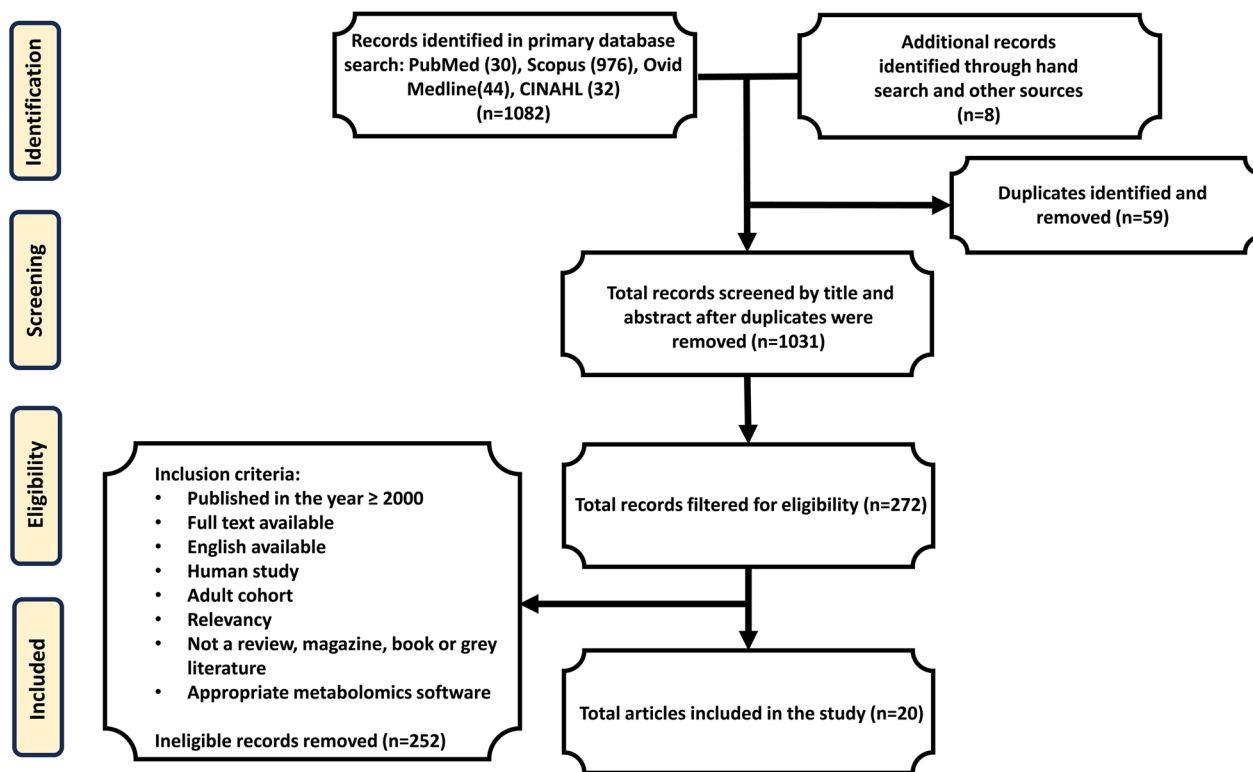 Identification
Records identified in primary database
search: PubMed (30), Scopus (976), Ovid
Medline(44), CINAHL (32)
(n=1082)
Additional records
identified through hand
search and other sources
(n=8)
Duplicates identified and
removed (n=59)
Screening
Total records screened by title and
abstract after duplicates were
removed (n=1031)
Eligibility
Total records filtered for eligibility (n=272)
Inclusion criteria:
• Published in the year ≥ 2000
• Full text available
• English available
• Human study
• Adult cohort
• Relevancy
• Not a review, magazine, book or grey
literature
• Appropriate metabolomics software
Ineligible records removed (n=252)
Included
Total articles included in the study (n=20)